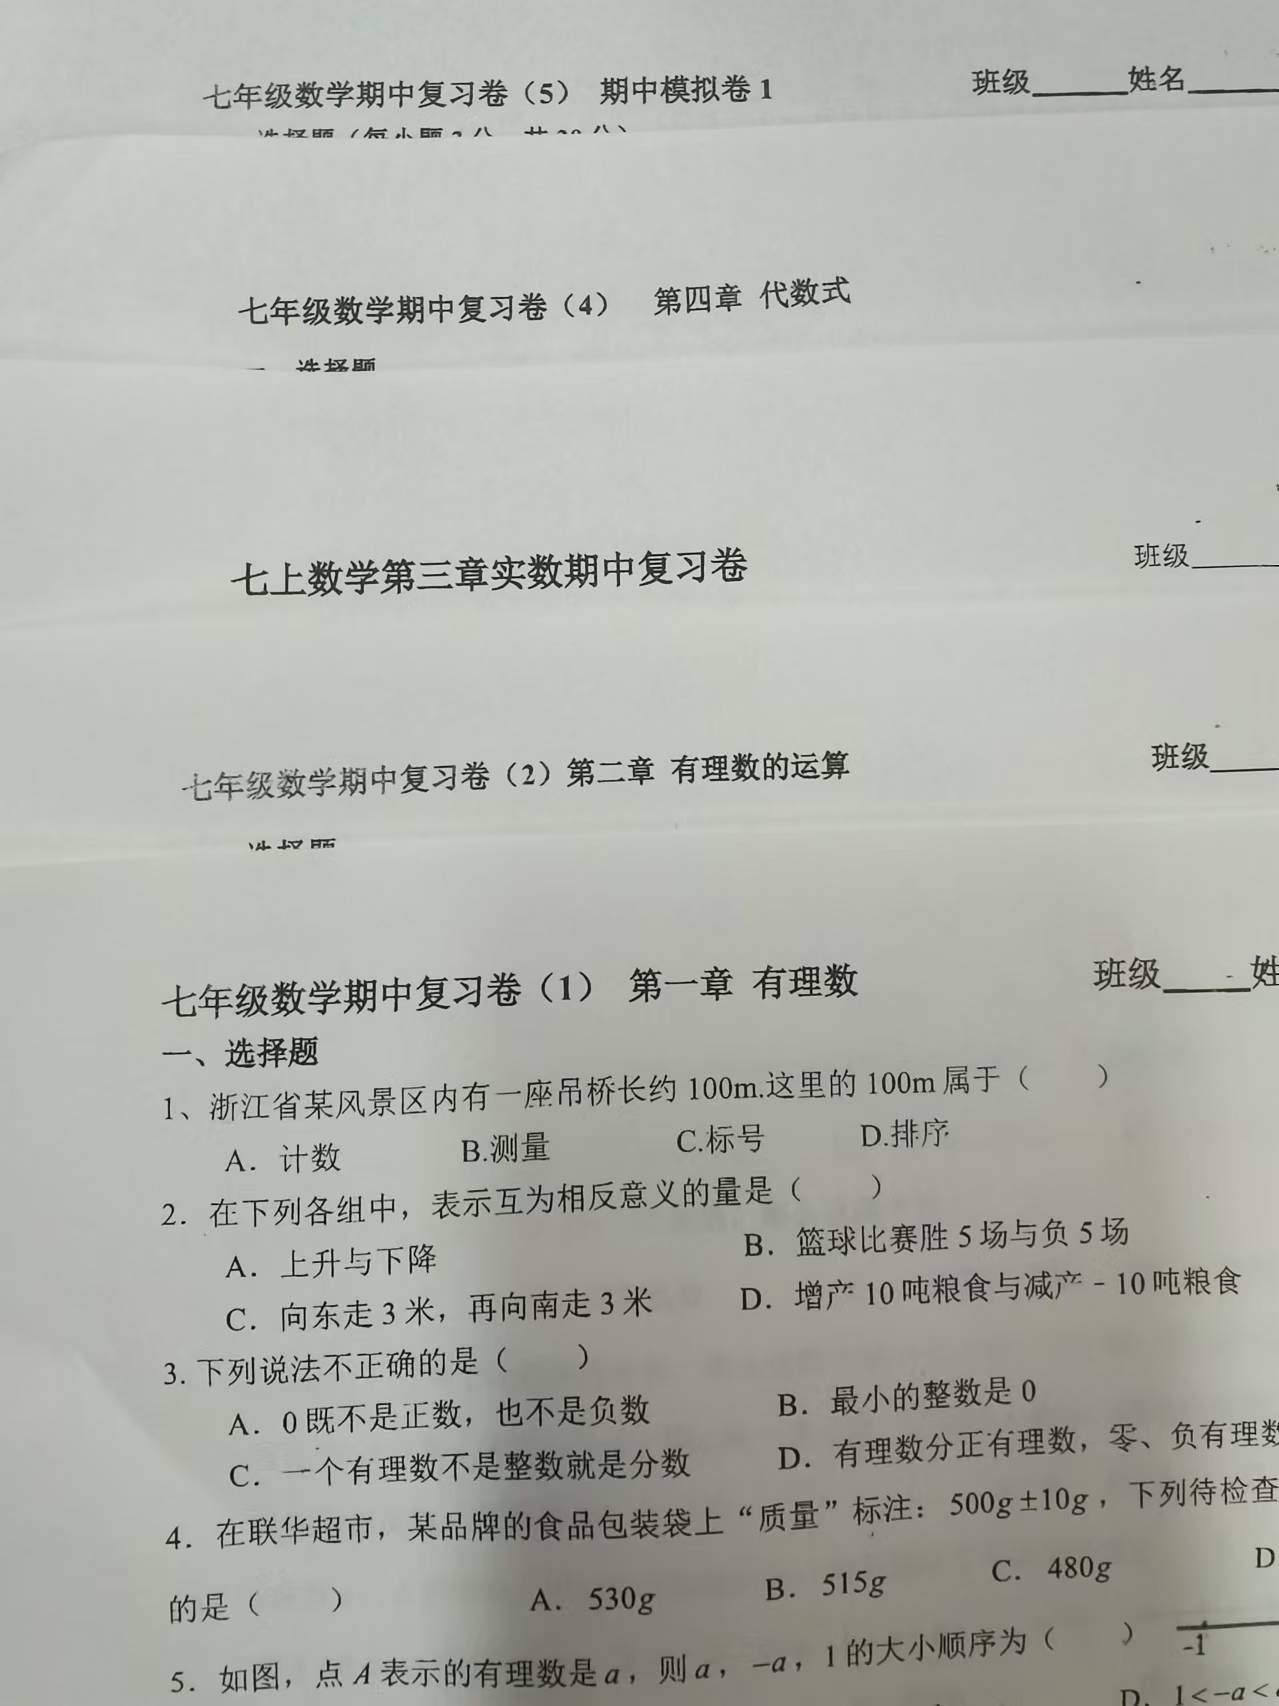 七年级数学期中复习卷（5） 期中模拟卷 1 班级______姓名______
选择题（每小题 3 分
七年级数学期中复习卷（4） 第四章 代数式
一 选择题
七上数学第三章实数期中复习卷 班级______
七年级数学期中复习卷（2）第二章 有理数的运算 班级______
选择题
七年级数学期中复习卷（1） 第一章 有理数 班级______姓
一、选择题
1、浙江省某风景区内有一座吊桥长约 100m.这里的 100m 属于（ ）
A．计数 B.测量 C.标号 D.排序
2．在下列各组中，表示互为相反意义的量是（ ）
A．上升与下降 B．篮球比赛胜 5 场与负 5 场
C．向东走 3 米，再向南走 3 米 D．增产 10 吨粮食与减产﹣10 吨粮食
3. 下列说法不正确的是（ ）
A．0 既不是正数，也不是负数 B．最小的整数是 0
C．一个有理数不是整数就是分数 D．有理数分正有理数，零、负有理数
4．在联华超市，某品牌的食品包装袋上“质量”标注：500g±10g，下列待检查
的是（ ） A．530g B．515g C．480g D
5．如图，点 A 表示的有理数是 a，则 a，-a，1 的大小顺序为（ ） -1
D．1<-a<